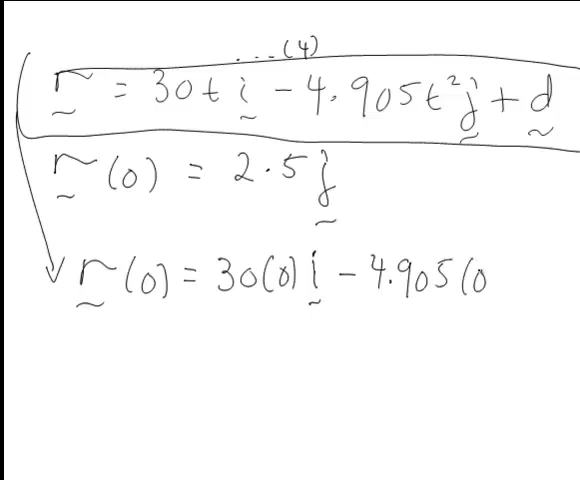 ...(4)
r = 30t i - 4.905t² j + d
r(0) = 2.5 j
r(0) = 30(0) i - 4.905(0